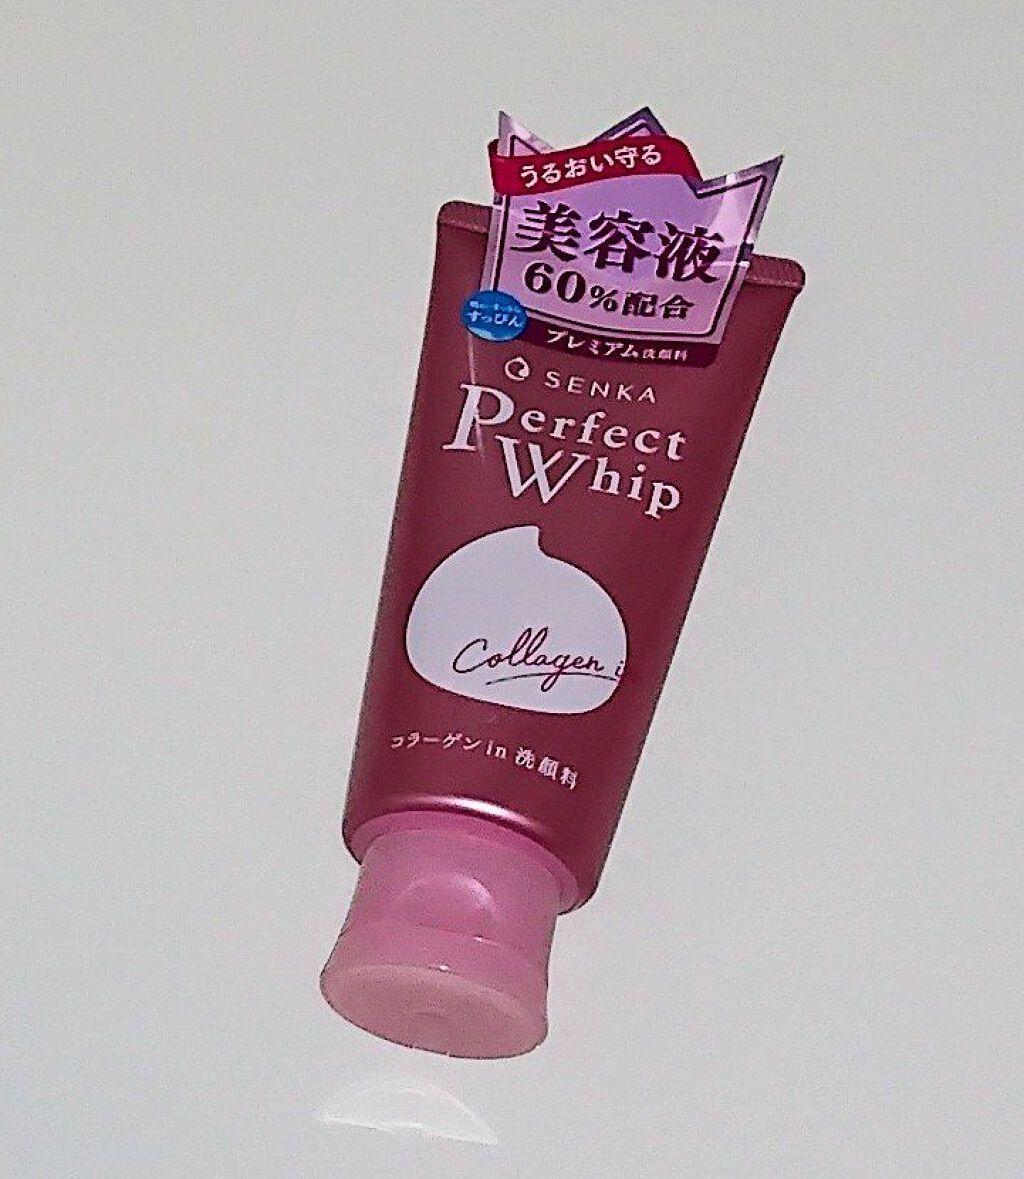 うるおい守る
美容液
60%配合
すっぴん
プレミアム洗顔料
SENKA
Perfect
Whip
Collagen i
コラーゲンin 洗顔料